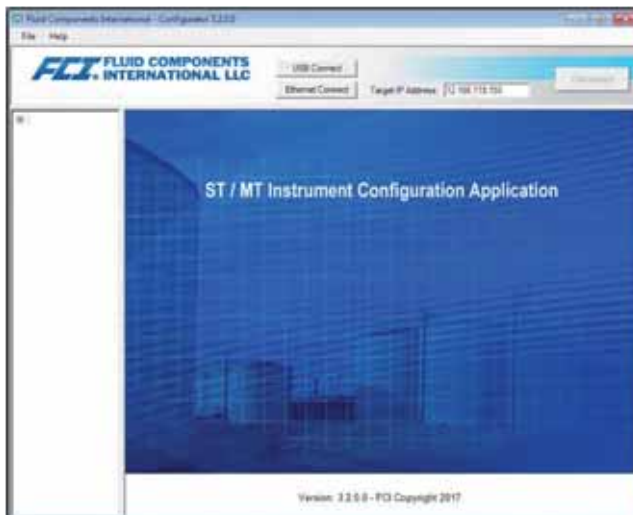 Fluid Components International - Configurator 3.2.0.0
File Help
FCI. FLUID COMPONENTS
INTERNATIONAL LLC
USB Connect
Ethernet Connect
Target IP Address:
Disconnect
ST / MT Instrument Configuration Application
Version: 3.2.0.0 - FCI Copyright 2017